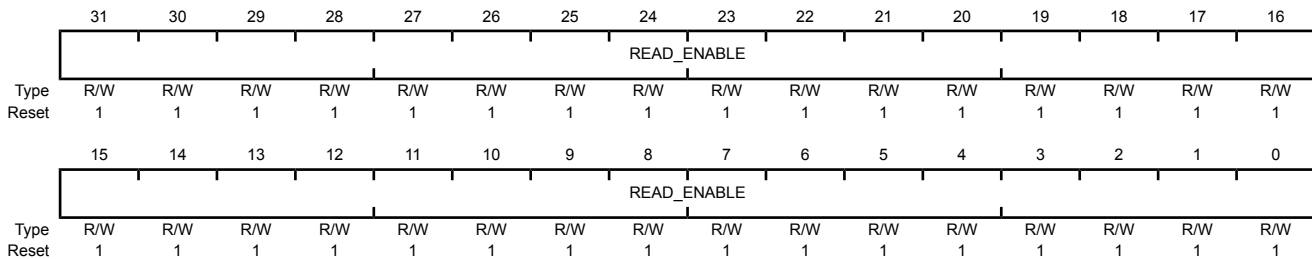 31 30 29 28 27 26 25 24 23 22 21 20 19 18 17 16
READ_ENABLE
Type R/W R/W R/W R/W R/W R/W R/W R/W R/W R/W R/W R/W R/W R/W R/W R/W
Reset 1 1 1 1 1 1 1 1 1 1 1 1 1 1 1 1
15 14 13 12 11 10 9 8 7 6 5 4 3 2 1 0
READ_ENABLE
Type R/W R/W R/W R/W R/W R/W R/W R/W R/W R/W R/W R/W R/W R/W R/W R/W
Reset 1 1 1 1 1 1 1 1 1 1 1 1 1 1 1 1